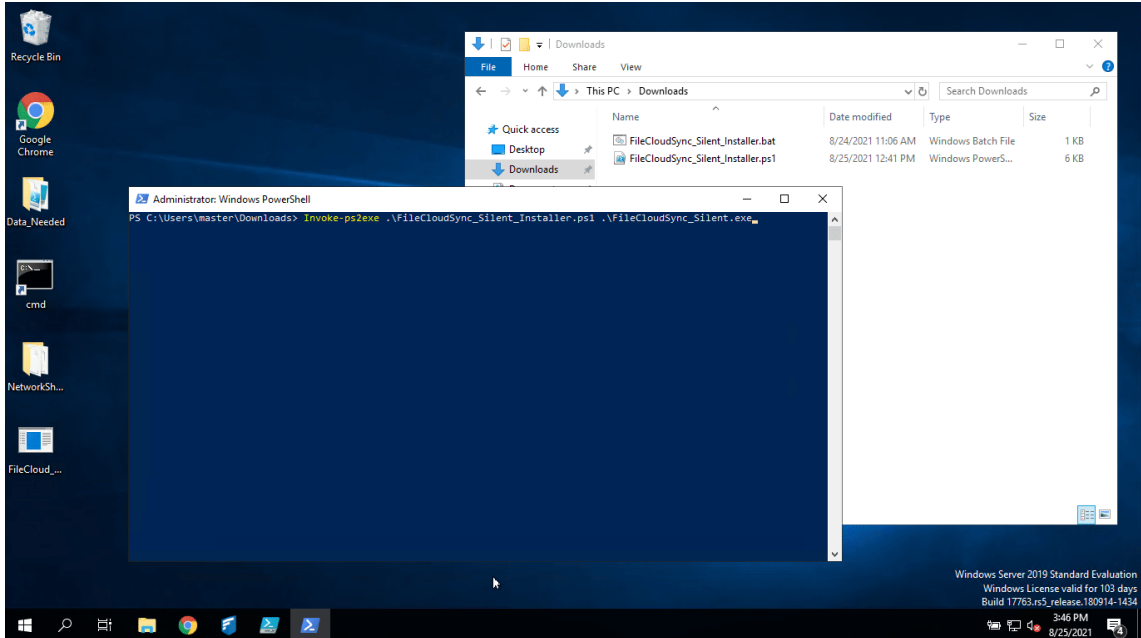 Recycle Bin
Google
Chrome
Data_Needed
cmd
NetworkSh...
FileCloud_...
Downloads
File Home Share View
This PC > Downloads
Search Downloads
Name Date modified Type Size
Quick access
Desktop
Downloads
FileCloudSync_Silent_Installer.bat 8/24/2021 11:06 AM Windows Batch File 1 KB
FileCloudSync_Silent_Installer.ps1 8/25/2021 12:41 PM Windows PowerS... 6 KB
Administrator: Windows PowerShell
PS C:\Users\master\Downloads> Invoke-ps2exe .\FileCloudSync_Silent_Installer.ps1 .\FileCloudSync_Silent.exe
Windows Server 2019 Standard Evaluation
Windows License valid for 103 days
Build 17763.rs5_release.180914-1434
3:46 PM
8/25/2021
4